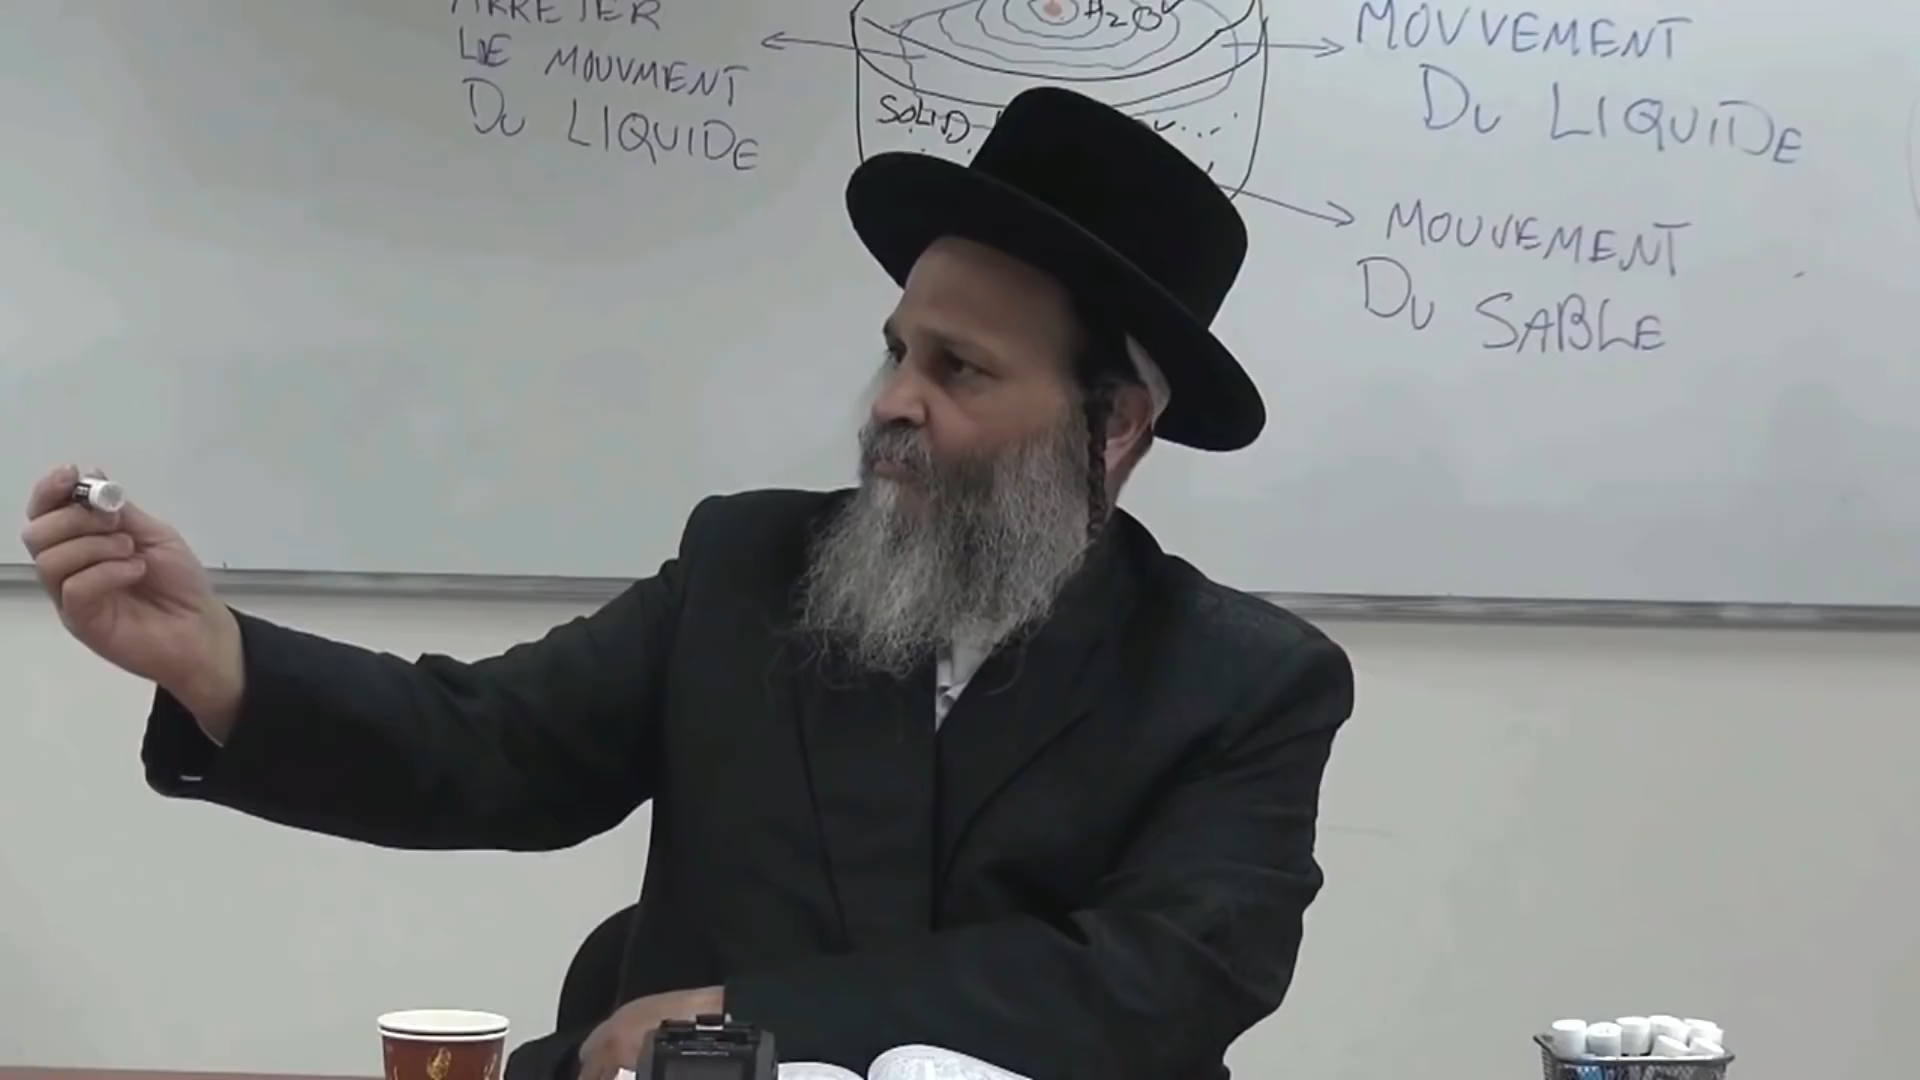 ARRETER
LE MOUVMENT
DU LIQUIDE
H2O
SOLID
MOUVEMENT
DU LIQUIDE
MOUVEMENT
DU SABLE